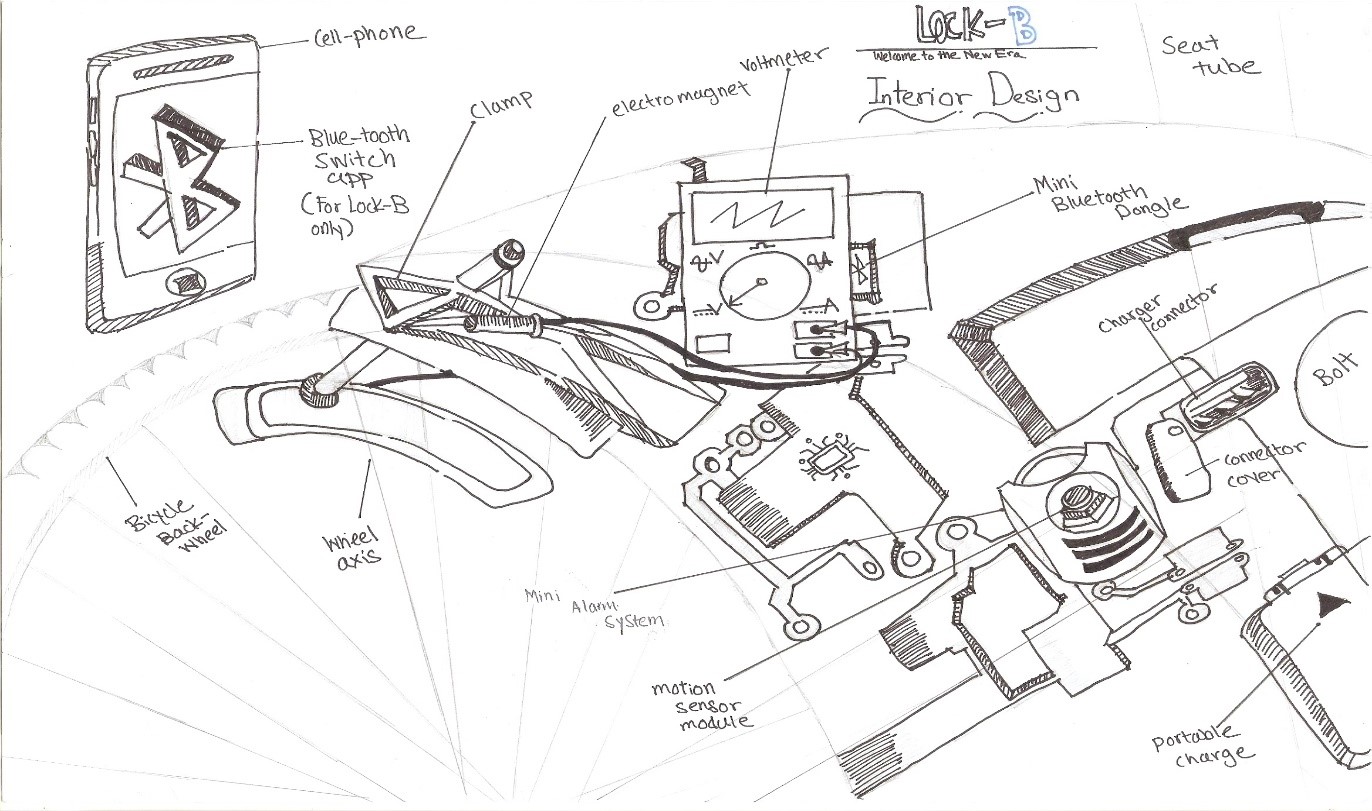 LOCK-B
Welcome to the New Era
Interior Design
Seat
tube
Cell-phone
Blue-tooth
Switch
app
(For Lock-B
only)
Clamp
electromagnet
voltmeter
Mini
Bluetooth
Dongle
V
A
V
A
charger
connector
Bolt
connector
cover
Bicycle
Back-
wheel
Wheel
axis
Mini Alarm
System
motion
sensor
module
portable
charge